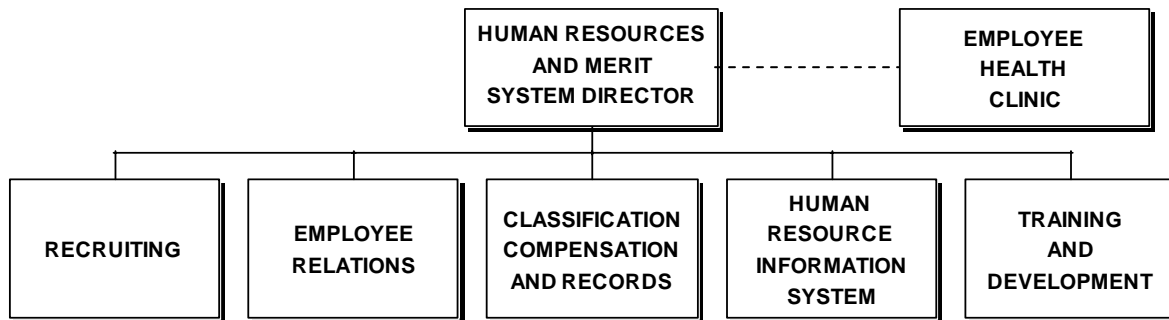 HUMAN RESOURCES
AND MERIT
SYSTEM DIRECTOR
EMPLOYEE
HEALTH
CLINIC
RECRUITING
EMPLOYEE
RELATIONS
CLASSIFICATION
COMPENSATION
AND RECORDS
HUMAN
RESOURCE
INFORMATION
SYSTEM
TRAINING
AND
DEVELOPMENT